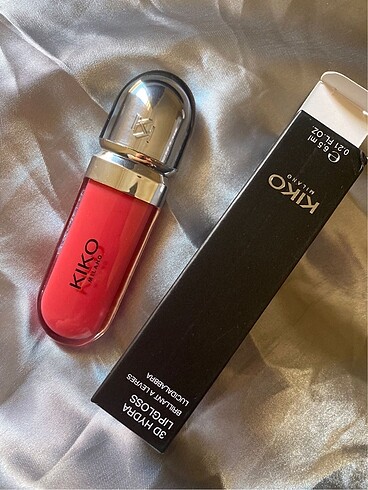 KIKO
MILANO
KIKO
MILANO
℮ 6.5 ml
0.21 FL. OZ.
3D HYDRA
LIPGLOSS
BRILLANT À LÈVRES
LUCIDALABBRA